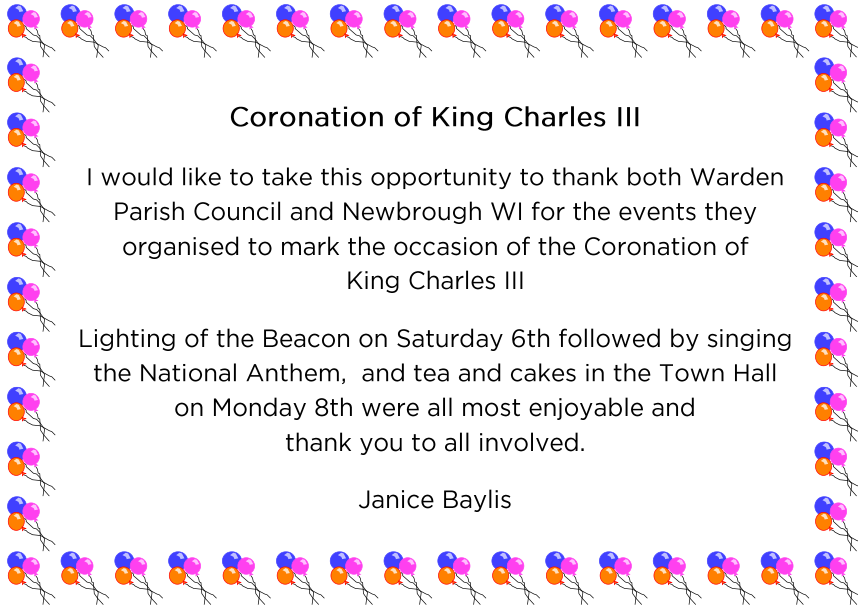 Coronation of King Charles III
I would like to take this opportunity to thank both Warden
Parish Council and Newbrough WI for the events they
organised to mark the occasion of the Coronation of
King Charles III
Lighting of the Beacon on Saturday 6th followed by singing
the National Anthem,  and tea and cakes in the Town Hall
on Monday 8th were all most enjoyable and
thank you to all involved.
Janice Baylis